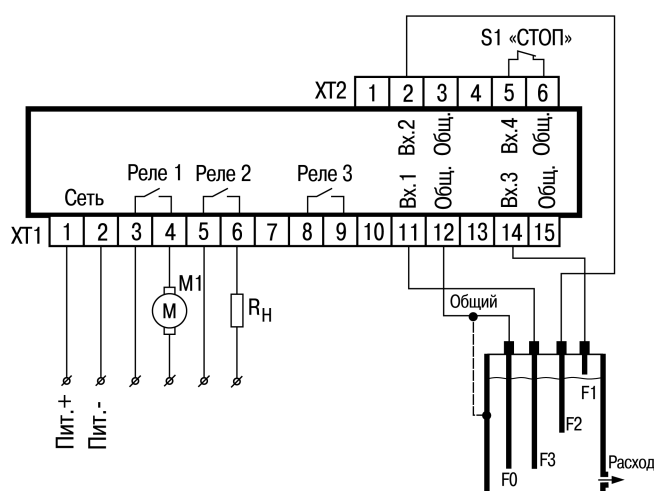 S1 «СТОП»
XT2 1 2 3 4 5 6
Вх.2 Общ. Вх.4 Общ.
Реле 1 Реле 2 Реле 3
Сеть
Вх.1 Общ. Вх.3 Общ.
XT1 1 2 3 4 5 6 7 8 9 10 11 12 13 14 15
M1
M
RН
Общий
F1
F2
F3
F0
Расход
Пит.+
Пит.-